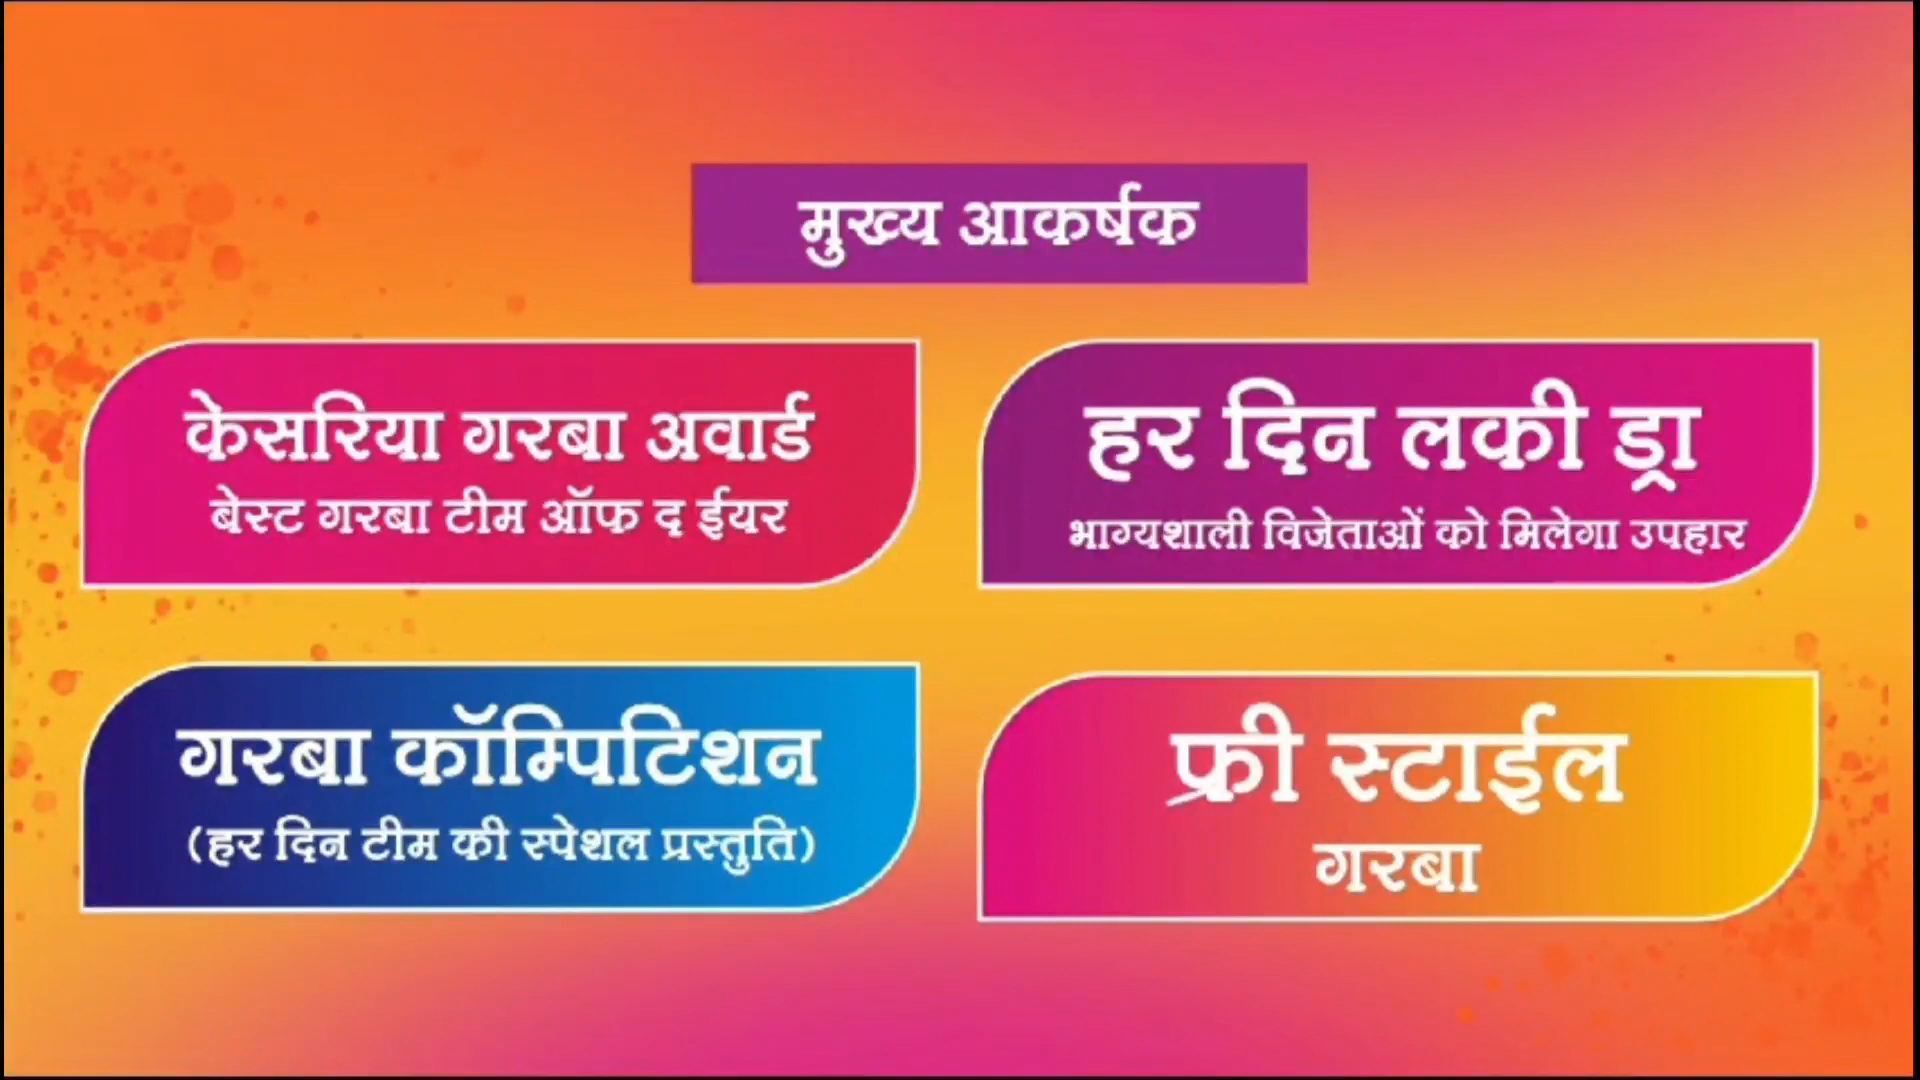 मुख्य आकर्षक
केसरिया गरबा अवार्ड
बेस्ट गरबा टीम ऑफ द ईयर
हर दिन लकी ड्रा
भाग्यशाली विजेताओं को मिलेगा उपहार
गरबा कॉम्पिटिशन
(हर दिन टीम की स्पेशल प्रस्तुति)
फ्री स्टाईल
गरबा